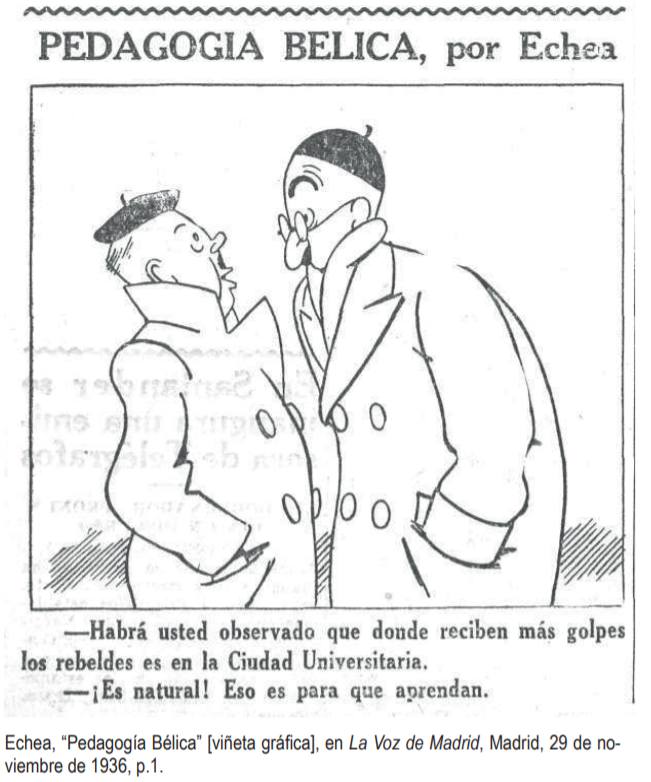 PEDAGOGIA BELICA, por Echea
—Habrá usted observado que donde reciben más golpes
los rebeldes es en la Ciudad Universitaria.
—¡Es natural! Eso es para que aprendan.
Echea, “Pedagogía Bélica” [viñeta gráfica], en La Voz de Madrid, Madrid, 29 de no-
viembre de 1936, p.1.